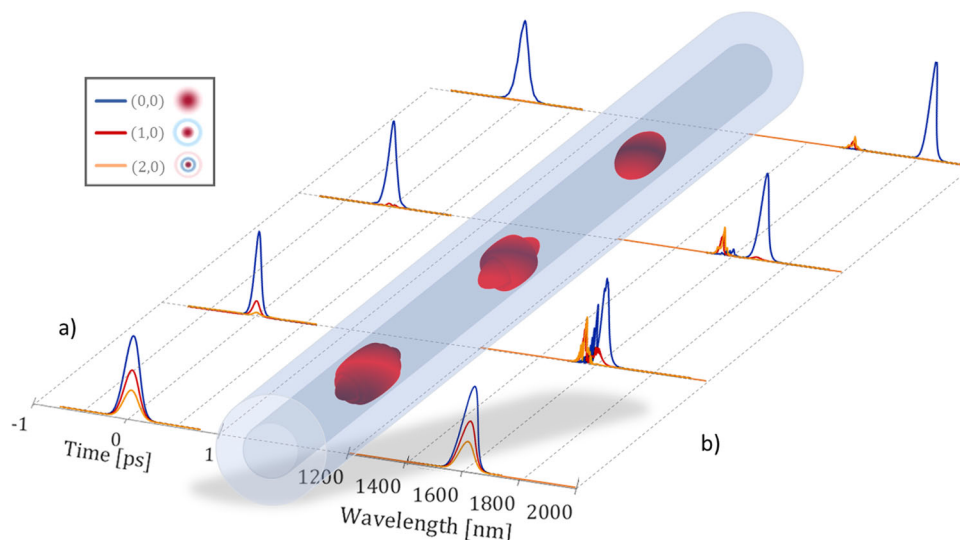 (0,0)
(1,0)
(2,0)
a)
-1
0
1
Time [ps]
b)
1200
1400
1600
1800
2000
Wavelength [nm]